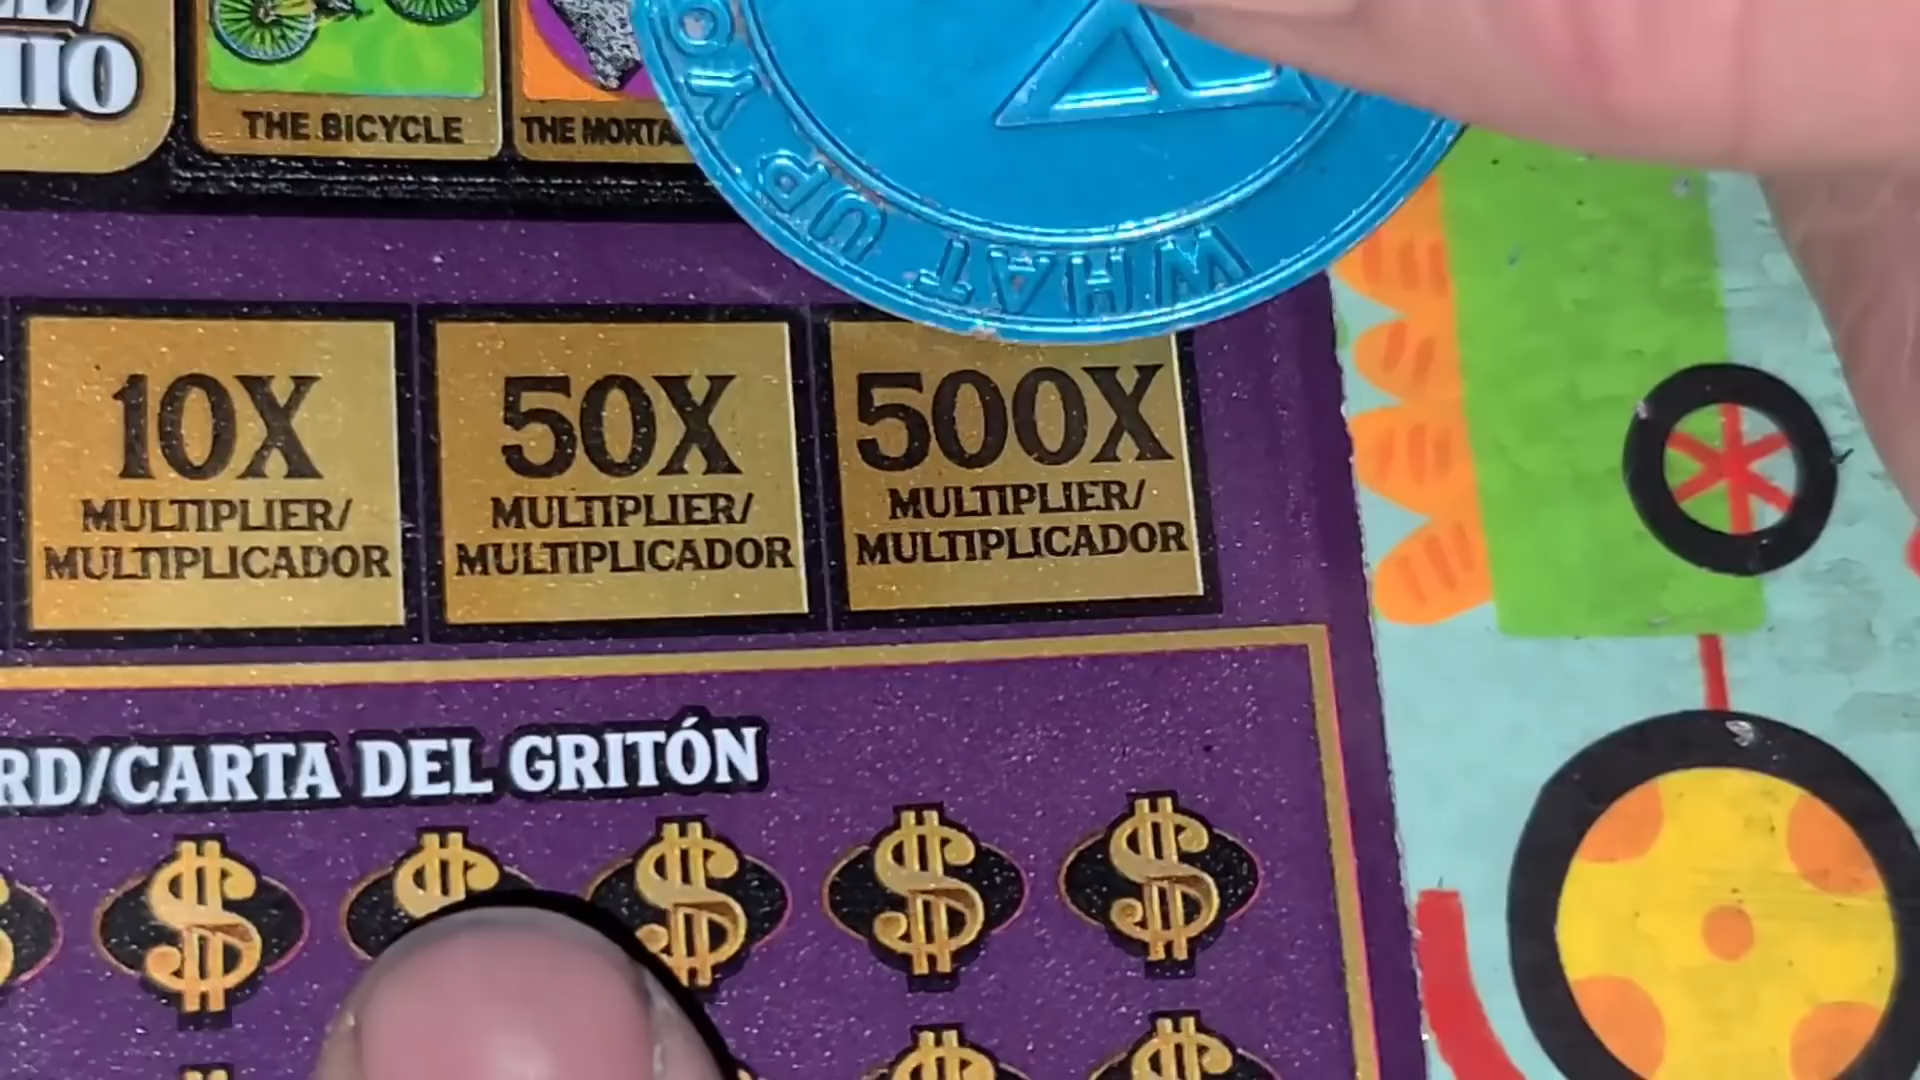 THE BICYCLE
THE MORTA
WHAT UP YO
10X
MULTIPLIER/
MULTIPLICADOR
50X
MULTIPLIER/
MULTIPLICADOR
500X
MULTIPLIER/
MULTIPLICADOR
RD/CARTA DEL GRITÓN